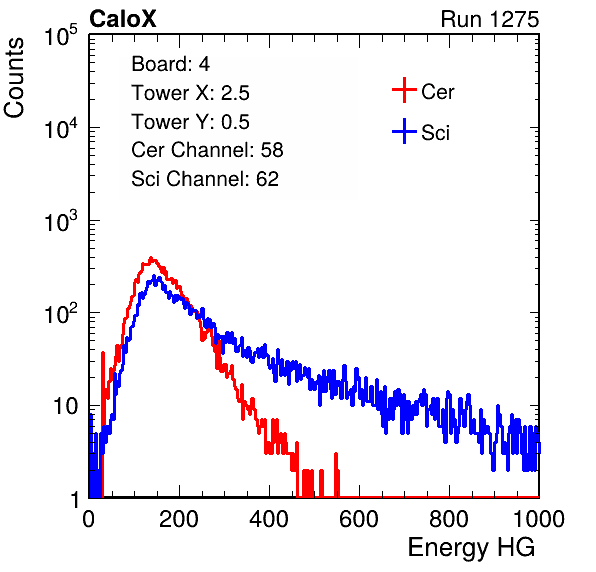 CaloX Run 1275
Counts
Board: 4
Tower X: 2.5
Tower Y: 0.5
Cer Channel: 58
Sci Channel: 62
Cer
Sci
10^5
10^4
10^3
10^2
10
1
0 200 400 600 800 1000
Energy HG